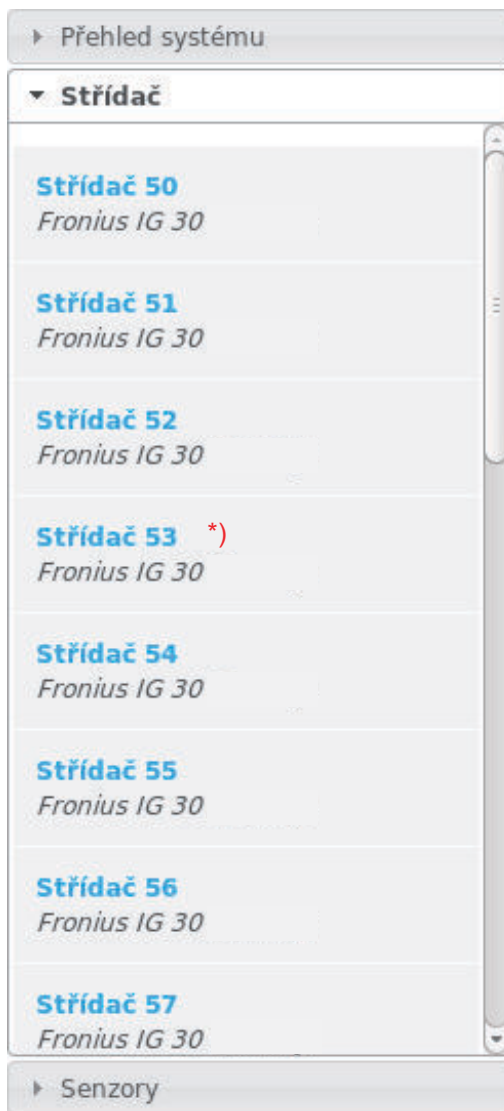 Přehled systému
Střídač
Střídač 50
Fronius IG 30
Střídač 51
Fronius IG 30
Střídač 52
Fronius IG 30
Střídač 53 *)
Fronius IG 30
Střídač 54
Fronius IG 30
Střídač 55
Fronius IG 30
Střídač 56
Fronius IG 30
Střídač 57
Fronius IG 30
Senzory